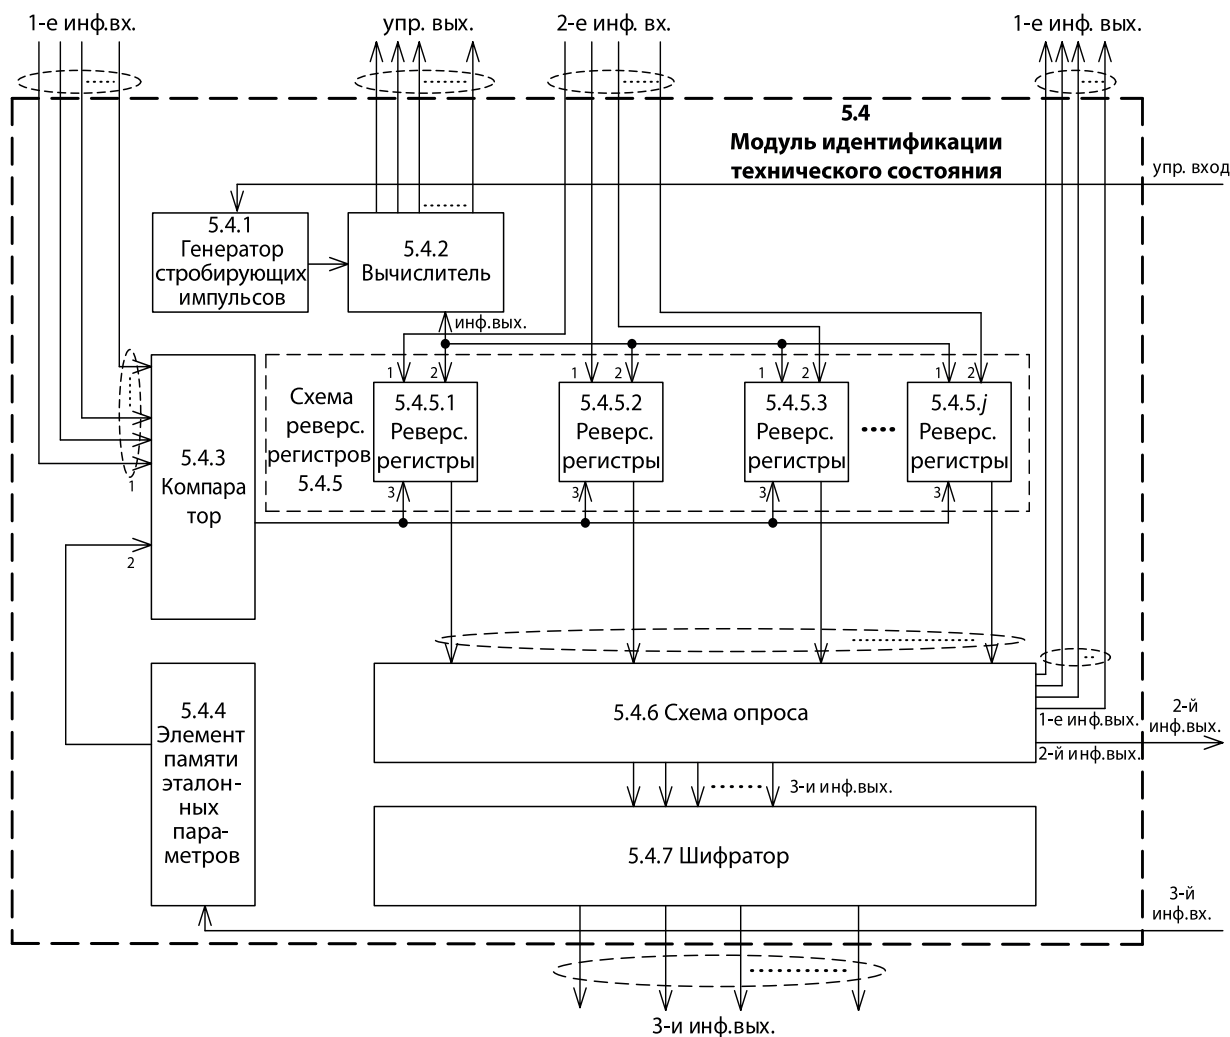 1-е инф.вх.
упр. вых.
2-е инф. вх.
1-е инф. вых.
5.4
Модуль идентификации
технического состояния
упр. вход
5.4.1
Генератор
стробирующих
импульсов
5.4.2
Вычислитель
инф.вых.
1
2
1
2
1
2
1
2
Схема
реверс.
регистров
5.4.5
5.4.5.1
Реверс.
регистры
5.4.5.2
Реверс.
регистры
5.4.5.3
Реверс.
регистры
5.4.5.j
Реверс.
регистры
3
3
3
3
1
5.4.3
Компара
тор
2
5.4.4
Элемент
памяти
эталон-
ных
пара-
метров
5.4.6 Схема опроса
1-е инф.вых.
2-й
инф.вых.
2-й инф.вых.
3-и инф.вых.
5.4.7 Шифратор
3-й
инф.вх.
3-и инф.вых.